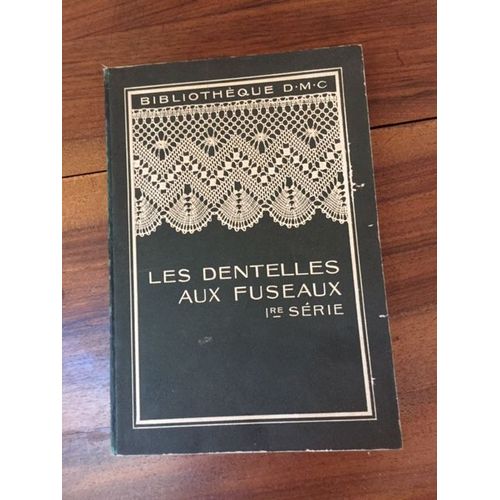 BIBLIOTHÈQUE D·M·C
LES DENTELLES
AUX FUSEAUX
1RE SÉRIE